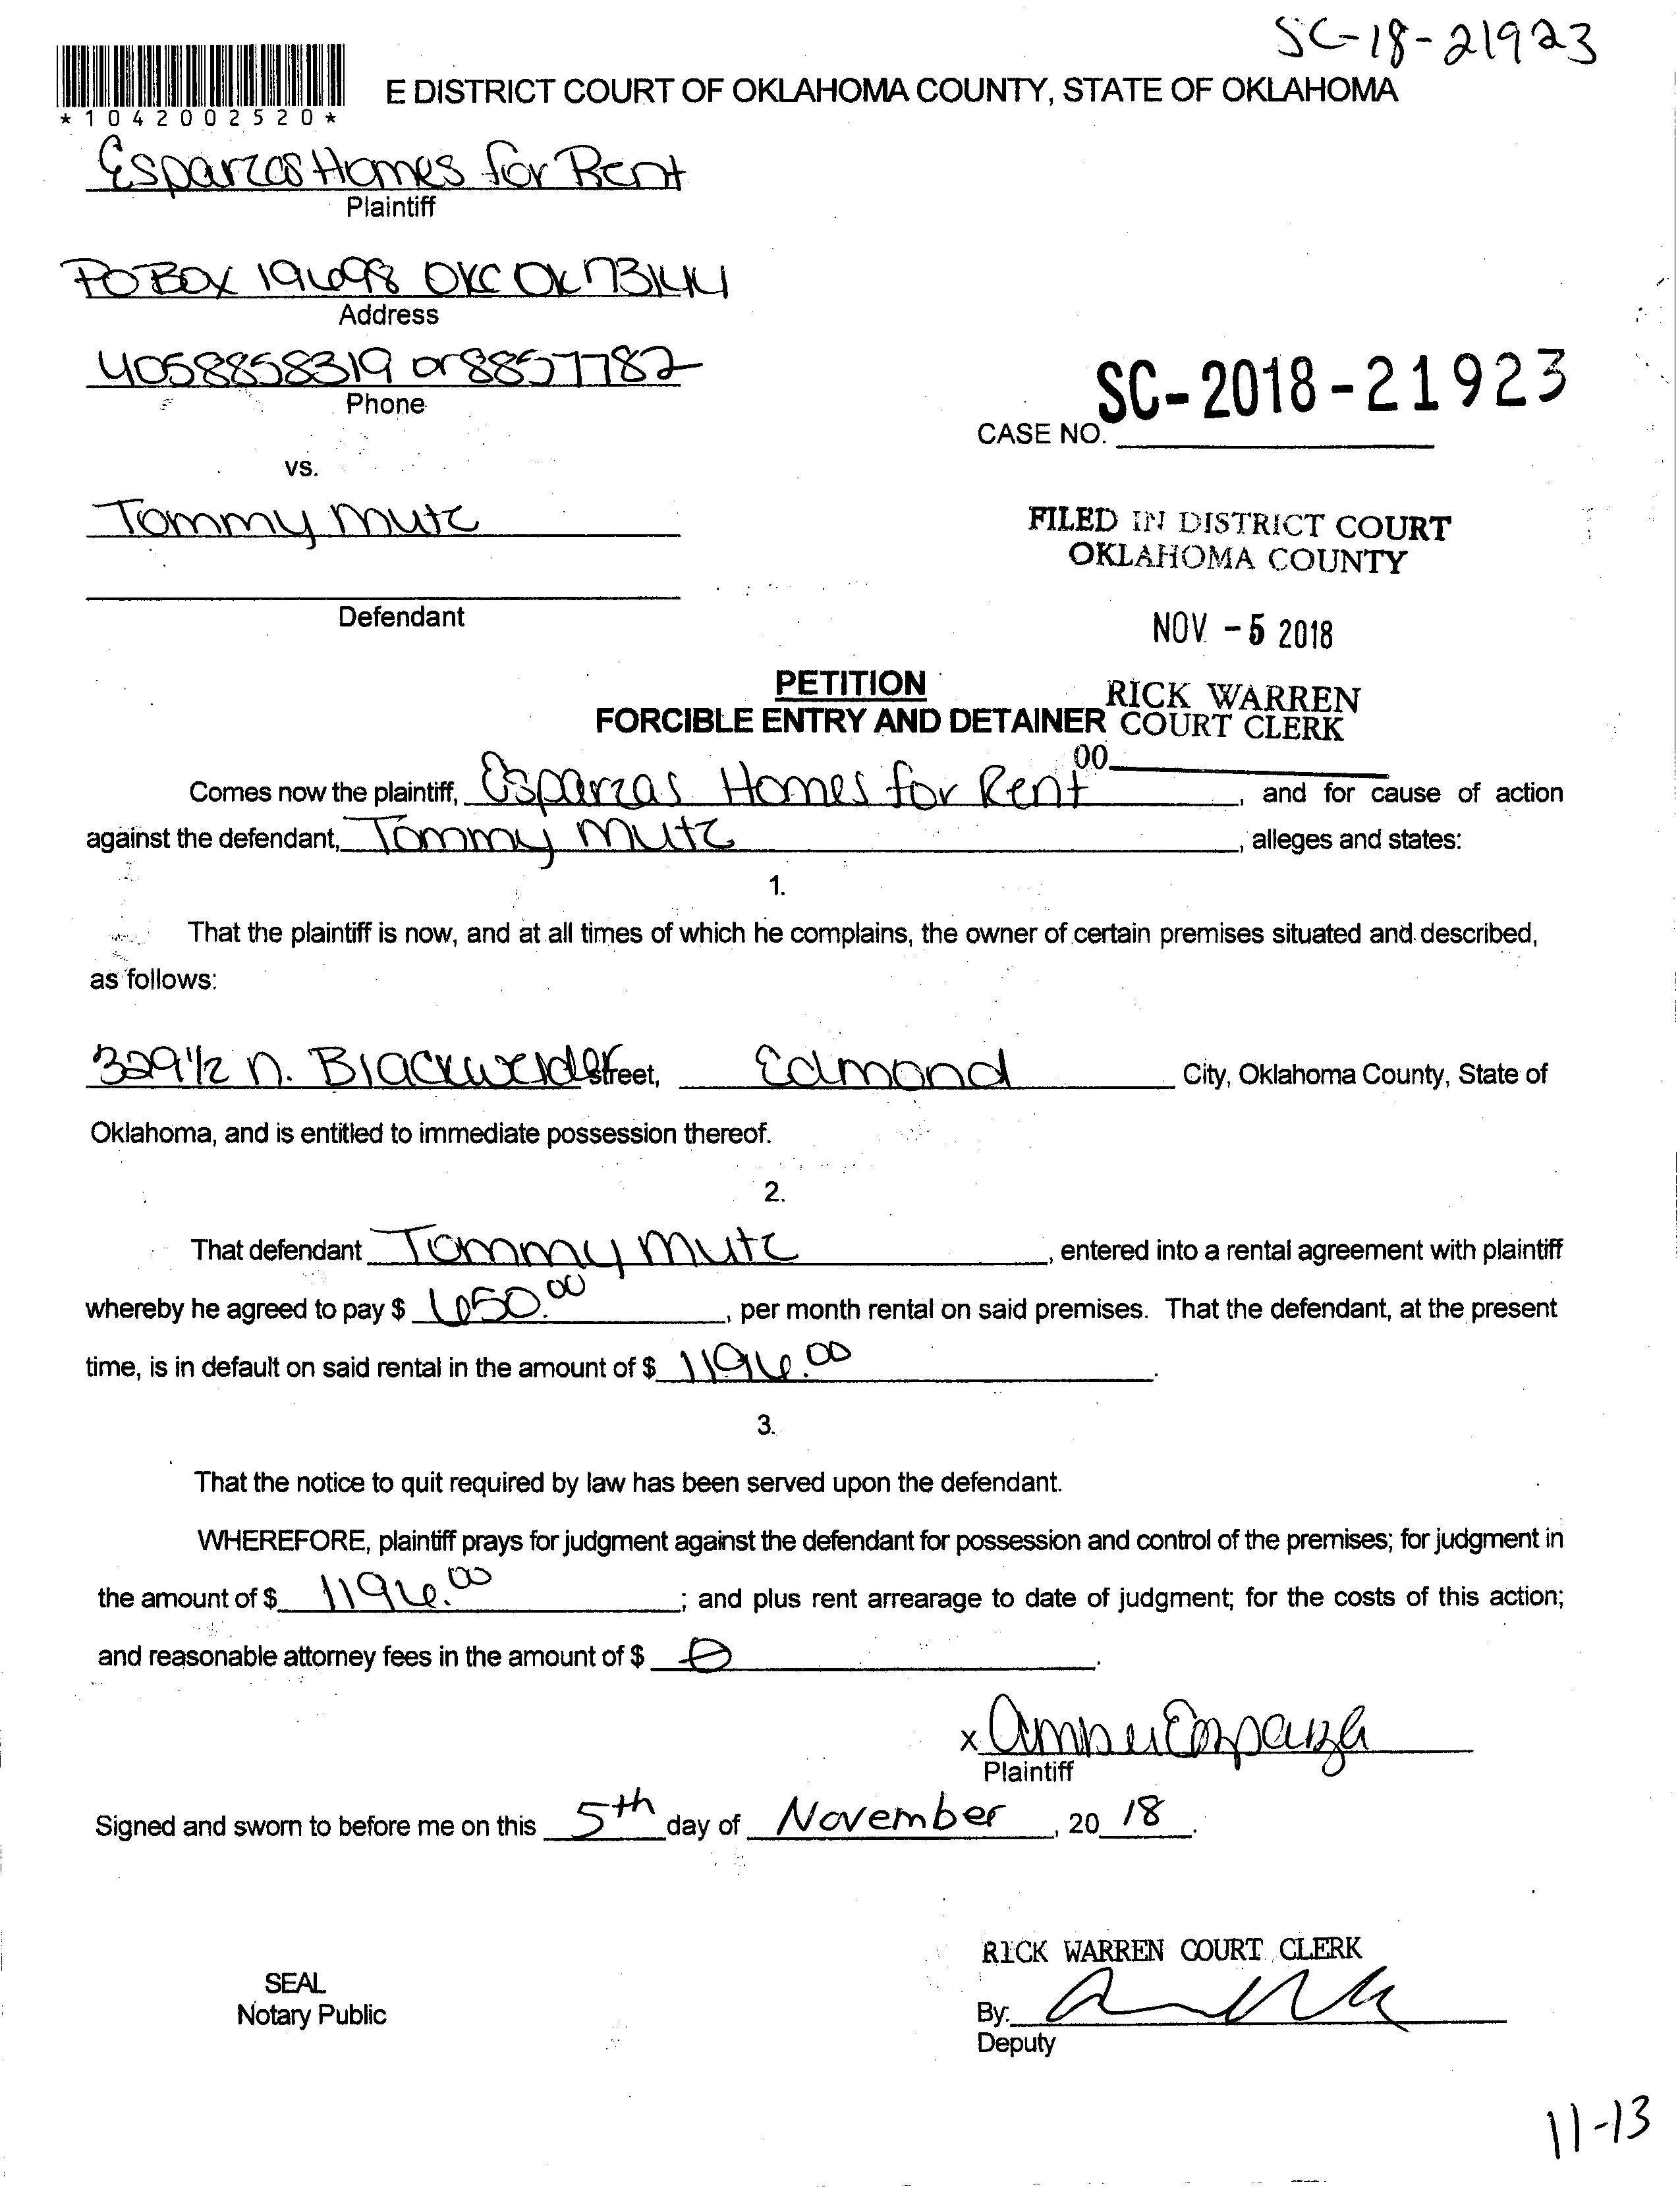 SC-18-21923
*1042002520*
E DISTRICT COURT OF OKLAHOMA COUNTY, STATE OF OKLAHOMA
Esparzas Homes for Rent
Plaintiff
PO BOX 19698 OKC OK 73144
Address
4058858319 or 8857782
Phone
SC-2018-21923
CASE NO.
vs.
Tommy Mutz
FILED IN DISTRICT COURT
OKLAHOMA COUNTY
Defendant
NOV -5 2018
PETITION
RICK WARREN
FORCIBLE ENTRY AND DETAINER COURT CLERK
00
Comes now the plaintiff, Esparzas Homes for Rent, and for cause of action
against the defendant, Tommy Mutz, alleges and states:
1.
That the plaintiff is now, and at all times of which he complains, the owner of certain premises situated and described,
as follows:
329 1/2 N. Blackwelder Street, Edmond City, Oklahoma County, State of
Oklahoma, and is entitled to immediate possession thereof.
2.
That defendant Tommy Mutz, entered into a rental agreement with plaintiff
whereby he agreed to pay $ 650.00, per month rental on said premises. That the defendant, at the present
time, is in default on said rental in the amount of $ 1196.00.
3.
That the notice to quit required by law has been served upon the defendant.
WHEREFORE, plaintiff prays for judgment against the defendant for possession and control of the premises; for judgment in
the amount of $ 1196.00; and plus rent arrearage to date of judgment; for the costs of this action;
and reasonable attorney fees in the amount of $ 0.
x Amber Esparza
Plaintiff
Signed and sworn to before me on this 5th day of November, 20 18.
RICK WARREN COURT CLERK
SEAL
Notary Public
By:
Deputy
11-13